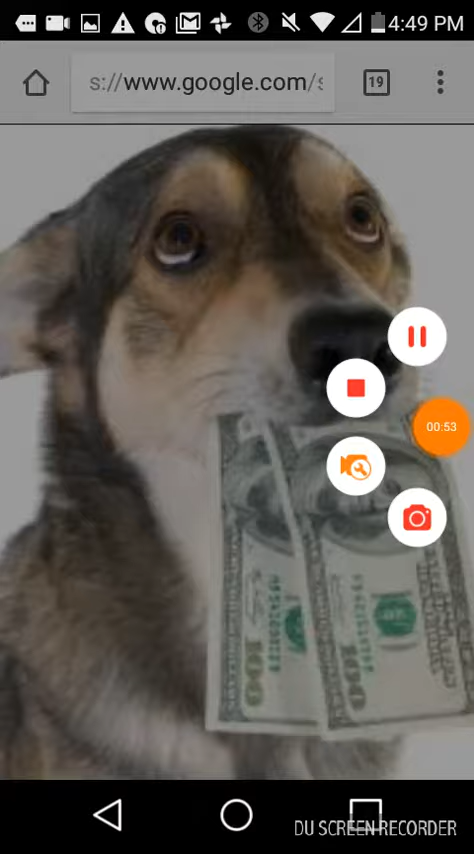 4:49 PM
s://www.google.com/s
19
00:53
100
100
DU SCREEN RECORDER